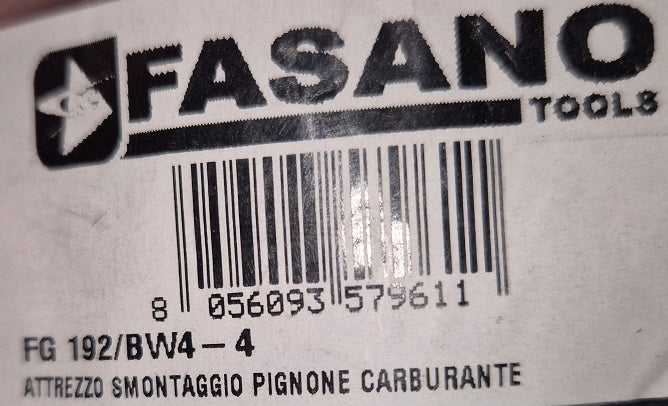 FASANO
TOOLS
8 056093 579611
FG 192/BW4-4
ATTREZZO SMONTAGGIO PIGNONE CARBURANTE